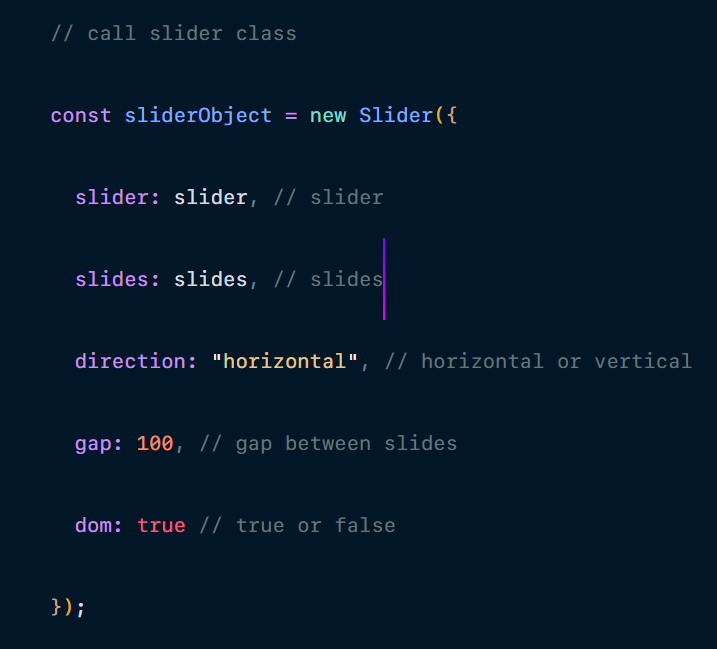 // call slider class
const sliderObject = new Slider({
slider: slider, // slider
slides: slides, // slides
direction: "horizontal", // horizontal or vertical
gap: 100, // gap between slides
dom: true // true or false
});